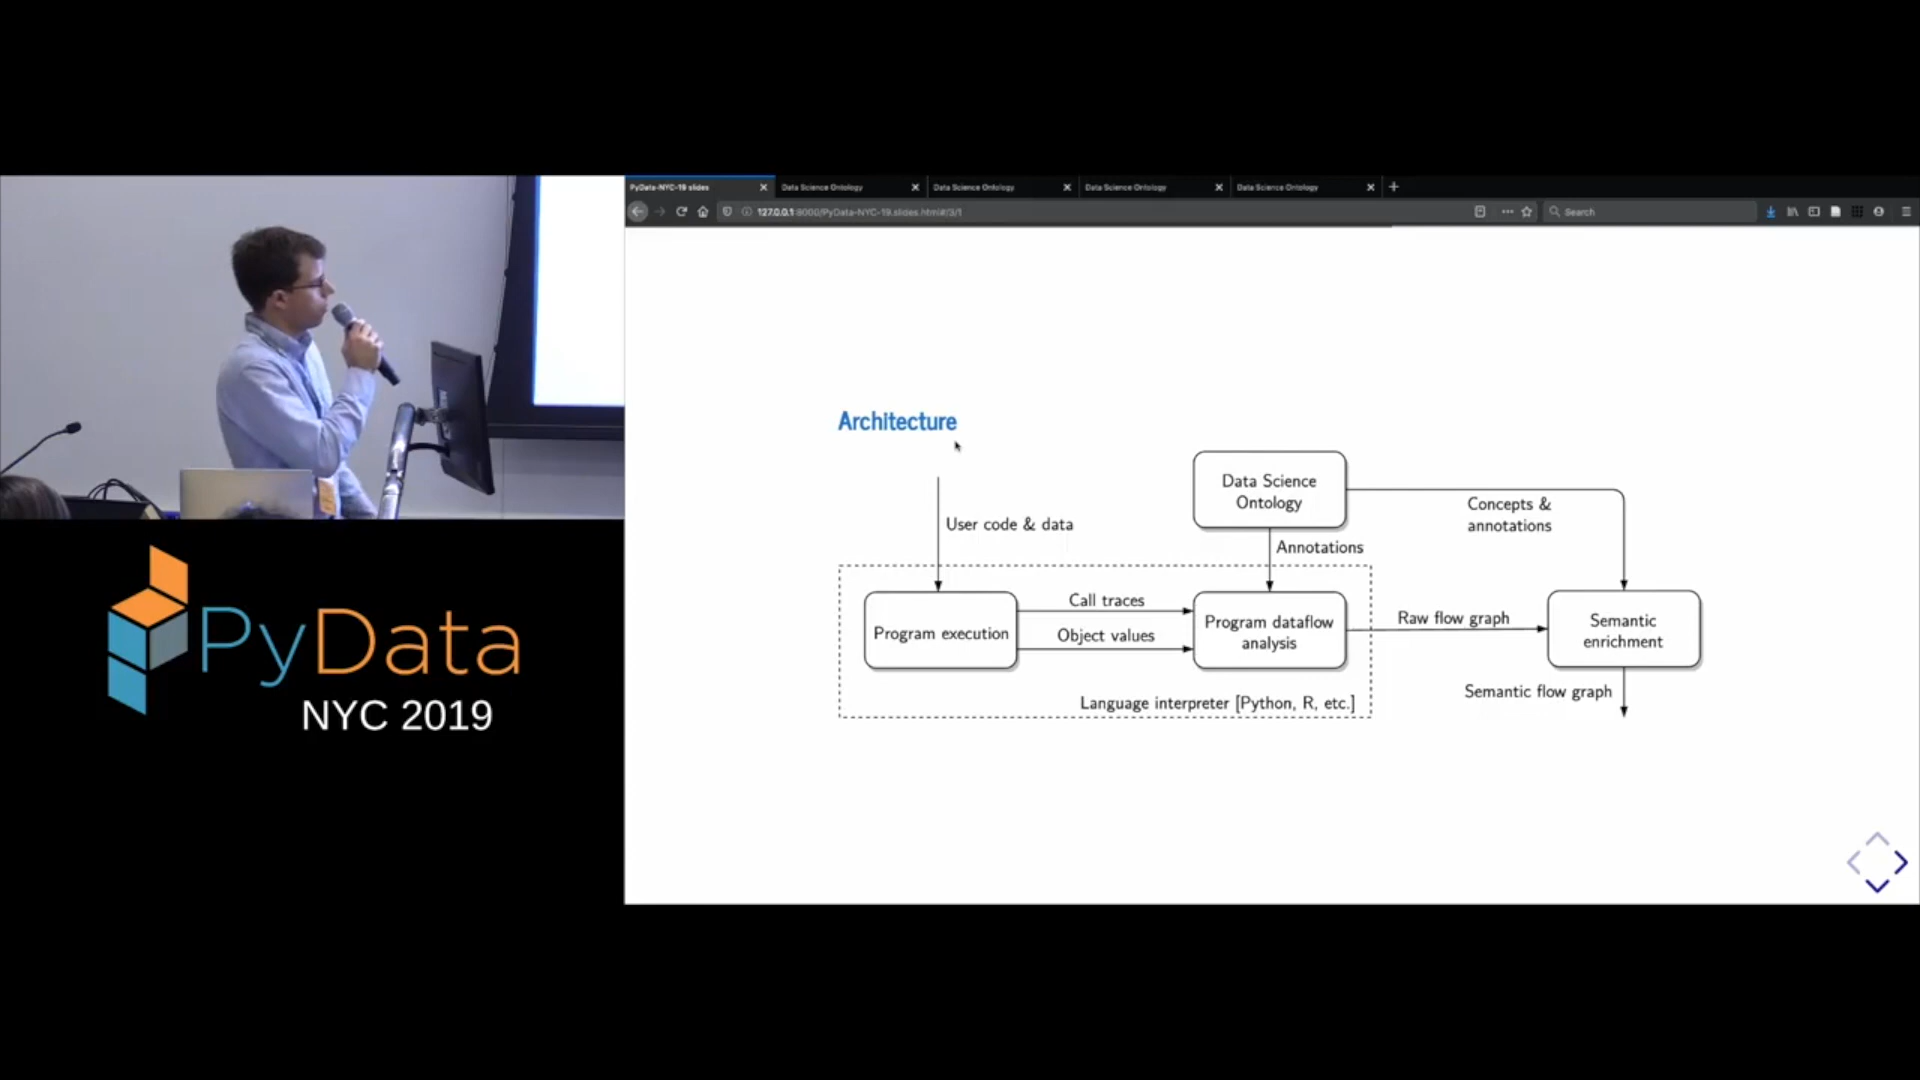 PyData-NYC-19 slides
Data Science Ontology
Data Science Ontology
Data Science Ontology
Data Science Ontology
127.0.0.1:8000/PyData-NYC-19.slides.html#/3/1
Search
Architecture
Data Science
Ontology
Concepts &
annotations
User code & data
Annotations
Program execution
Call traces
Object values
Program dataflow
analysis
Raw flow graph
Semantic
enrichment
Language interpreter [Python, R, etc.]
Semantic flow graph
PyData
NYC 2019